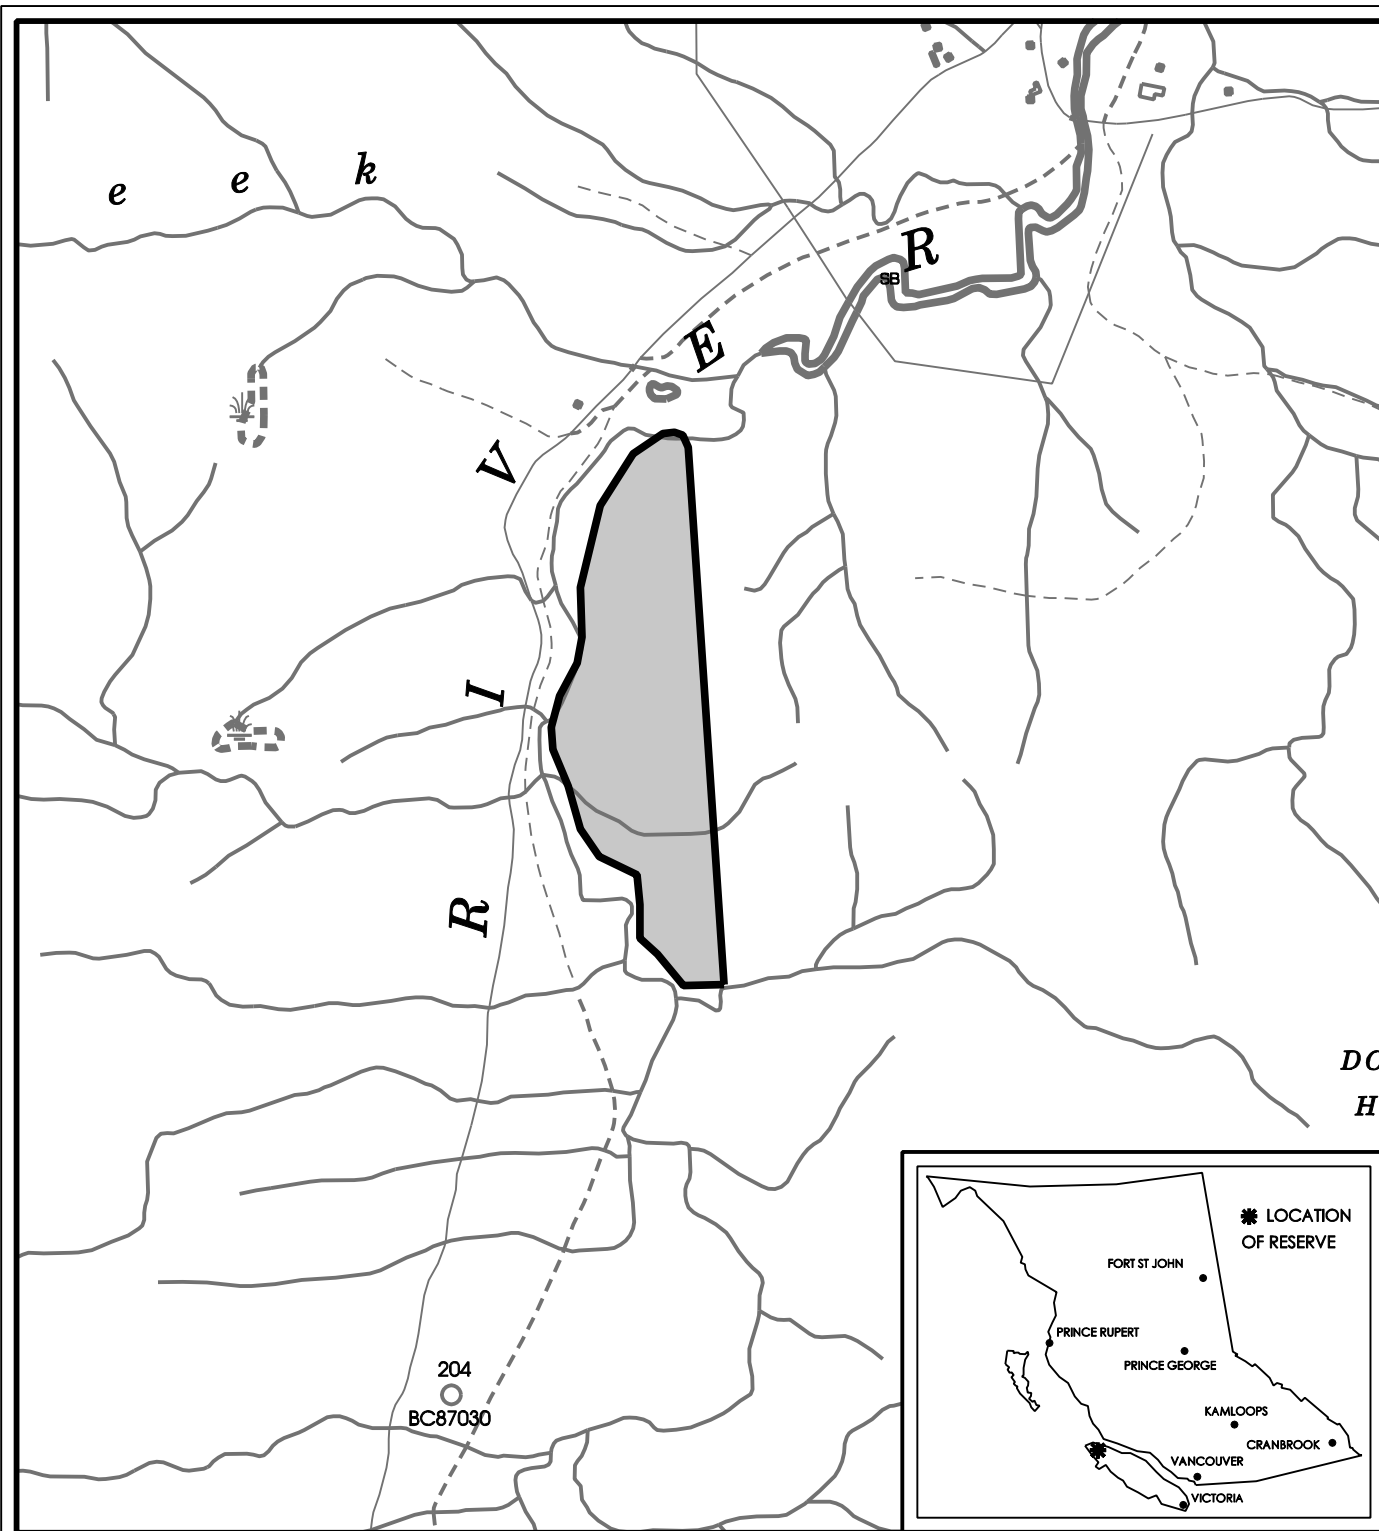 e e k
R
SB
E
V
I
R
DO
H
204
BC87030
LOCATION
OF RESERVE
FORT ST JOHN
PRINCE RUPERT
PRINCE GEORGE
KAMLOOPS
CRANBROOK
VANCOUVER
VICTORIA